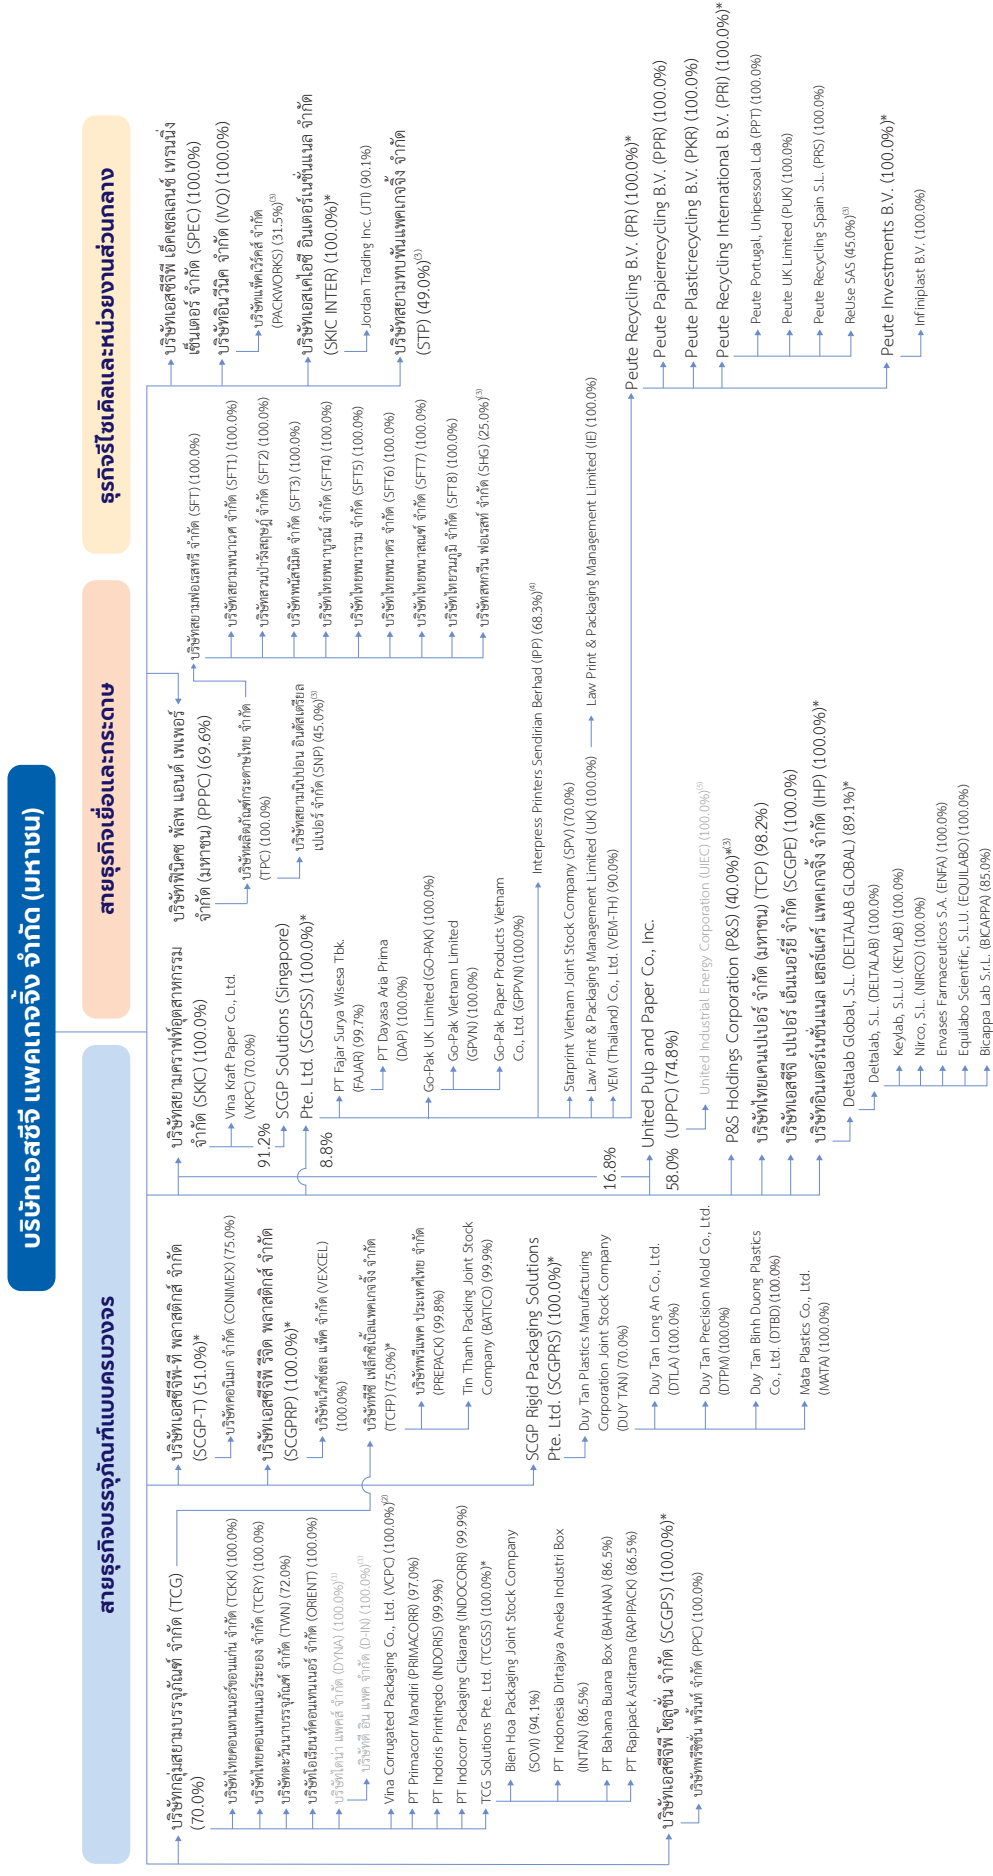 บริษัทเอสซีจี แพคเกจจิ้ง จำกัด (มหาชน)
สายธุรกิจบรรจุภัณฑ์แบบครบวงจร
สายธุรกิจเยื่อและกระดาษ
ธุรกิจรีไซเคิลและหน่วยงานส่วนกลาง
บริษัทกลุ่มสยามบรรจุภัณฑ์ จำกัด (TCG)
(70.0%)
บริษัทไทยคอนเทนเนอร์ขอนแก่น จำกัด (TCKK) (100.0%)
บริษัทไทยคอนเทนเนอร์ระยอง จำกัด (TCRY) (100.0%)
บริษัทตะวันนาบรรจุภัณฑ์ จำกัด (TWN) (72.0%)
บริษัทโอเรียนท์คอนเทนเนอร์ จำกัด (ORIENT) (100.0%)
บริษัทไดน่า แพคส์ จำกัด (DYNA) (100.0%)⁽¹⁾
บริษัทดี อิน แพค จำกัด (D-IN) (100.0%)⁽¹⁾
Vina Corrugated Packaging Co., Ltd. (VCPC) (100.0%)⁽²⁾
PT Primacorr Mandiri (PRIMACORR) (97.0%)
PT Indoris Printingdo (INDORIS) (99.9%)
PT Indocorr Packaging Cikarang (INDOCORR) (99.9%)
TCG Solutions Pte. Ltd. (TCGSS) (100.0%)*
Bien Hoa Packaging Joint Stock Company
(SOVI) (94.1%)
PT Indonesia Dirtajaya Aneka Industri Box
(INTAN) (86.5%)
PT Bahana Buana Box (BAHANA) (86.5%)
PT Rapipack Asritama (RAPIPACK) (86.5%)
บริษัทเอสซีจีพี โซลูชั่น จำกัด (SCGPS) (100.0%)*
บริษัทพรีซิชั่น พริ้นท์ จำกัด (PPC) (100.0%)
บริษัทเอสซีจีพี-ที พลาสติกส์ จำกัด
(SCGP-T) (51.0%)*
บริษัทคอนิเมก จำกัด (CONIMEX) (75.0%)
บริษัทเอสซีจีพี ริจิด พลาสติกส์ จำกัด
(SCGPRP) (100.0%)*
บริษัทเว็กซ์เซล แพ็ค จำกัด (VEXCEL)
(100.0%)
บริษัททีซี เฟล็กซิเบิ้ลแพคเกจจิ้ง จำกัด
(TCFP) (75.0%)*
บริษัทพรีแพค ประเทศไทย จำกัด
(PREPACK) (99.8%)
Tin Thanh Packing Joint Stock
Company (BATICO) (99.9%)
SCGP Rigid Packaging Solutions
Pte. Ltd. (SCGPRS) (100.0%)*
Duy Tan Plastics Manufacturing
Corporation Joint Stock Company
(DUY TAN) (70.0%)
Duy Tan Long An Co., Ltd.
(DTLA) (100.0%)
Duy Tan Precision Mold Co., Ltd.
(DTPM) (100.0%)
Duy Tan Binh Duong Plastics
Co., Ltd. (DTBD) (100.0%)
Mata Plastics Co., Ltd.
(MATA) (100.0%)
บริษัทสยามคราฟท์อุตสาหกรรม
จำกัด (SKIC) (100.0%)
Vina Kraft Paper Co., Ltd.
(VKPC) (70.0%)
91.2%
SCGP Solutions (Singapore)
Pte. Ltd. (SCGPSS) (100.0%)*
8.8%
PT Fajar Surya Wisesa Tbk.
(FAJAR) (99.7%)
PT Dayasa Aria Prima
(DAP) (100.0%)
Go-Pak UK Limited (GO-PAK) (100.0%)
Go-Pak Vietnam Limited
(GPVN) (100.0%)
Go-Pak Paper Products Vietnam
Co., Ltd. (GPPVN) (100.0%)
Interpress Printers Sendirian Berhad (IPP) (68.3%)⁽⁴⁾
Starprint Vietnam Joint Stock Company (SPV) (70.0%)
Law Print & Packaging Management Limited (UK) (100.0%)
Law Print & Packaging Management Limited (IE) (100.0%)
VEM (Thailand) Co., Ltd. (VEM-TH) (90.0%)
16.8%
United Pulp and Paper Co., Inc.
58.0% (UPPC) (74.8%)
United Industrial Energy Corporation (UIEC) (100.0%)⁽⁵⁾
P&S Holdings Corporation (P&S) (40.0%)*⁽³⁾
บริษัทไทยเคนเปเปอร์ จำกัด (มหาชน) (TCP) (98.2%)
บริษัทเอสซีจีพี เปเปอร์ เอ็นเนอร์ยี่ จำกัด (SCGPE) (100.0%)
บริษัทอินเตอร์เนชั่นแนล เฮลธ์แคร์ แพคเกจจิ้ง จำกัด (IHP) (100.0%)*
Deltalab Global, S.L. (DELTALAB GLOBAL) (89.1%)*
Deltalab, S.L. (DELTALAB) (100.0%)
Keylab, S.L.U. (KEYLAB) (100.0%)
Nirco, S.L. (NIRCO) (100.0%)
Envases Farmaceuticos S.A. (ENFA) (100.0%)
Equilabo Scientific, S.L.U. (EQUILABO) (100.0%)
Bicappa Lab S.r.L. (BICAPPA) (85.0%)
บริษัทฟินิคซ พัลพ แอนด์ เพเพอร์
จำกัด (มหาชน) (PPPC) (69.6%)
บริษัทผลิตภัณฑ์กระดาษไทย จำกัด
(TPC) (100.0%)
บริษัทสยามนิปปอน อินดัสเตรียล
เปเปอร์ จำกัด (SNP) (45.0%)⁽³⁾
บริษัทสยามฟอเรสทรี จำกัด (SFT) (100.0%)
บริษัทสยามพนาเวศ จำกัด (SFT1) (100.0%)
บริษัทสวนป่ารังสฤษฎ์ จำกัด (SFT2) (100.0%)
บริษัทพนัสนิมิต จำกัด (SFT3) (100.0%)
บริษัทไทยพนาบูรณ์ จำกัด (SFT4) (100.0%)
บริษัทไทยพนาราม จำกัด (SFT5) (100.0%)
บริษัทไทยพนาดร จำกัด (SFT6) (100.0%)
บริษัทไทยพนาสณฑ์ จำกัด (SFT7) (100.0%)
บริษัทไทยวนภูมิ จำกัด (SFT8) (100.0%)
บริษัทสหกรีน ฟอเรสท์ จำกัด (SHG) (25.0%)⁽³⁾
บริษัทเอสซีจีพี เอ็คเซลเลนซ์ เทรนนิ่ง
เซ็นเตอร์ จำกัด (SPEC) (100.0%)
บริษัทอินวีนิค จำกัด (IVQ) (100.0%)
บริษัทแพ็คเวิร์คส์ จำกัด
(PACKWORKS) (31.5%)⁽³⁾
บริษัทเอสเคไอซี อินเตอร์เนชั่นแนล จำกัด
(SKIC INTER) (100.0%)*
Jordan Trading Inc. (JTI) (90.1%)
บริษัทสยามทบพันแพคเกจจิ้ง จำกัด
(STP) (49.0%)⁽³⁾
Peute Recycling B.V. (PR) (100.0%)*
Peute Papierrecycling B.V. (PPR) (100.0%)
Peute Plasticrecycling B.V. (PKR) (100.0%)
Peute Recycling International B.V. (PRI) (100.0%)
Peute Portugal, Unipessoal Lda (PPT) (100.0%)
Peute UK Limited (PUK) (100.0%)
Peute Recycling Spain S.L. (PRS) (100.0%)
ReUse SAS (45.0%)⁽³⁾
Peute Investments B.V. (100.0%)*
Infiniplast B.V. (100.0%)